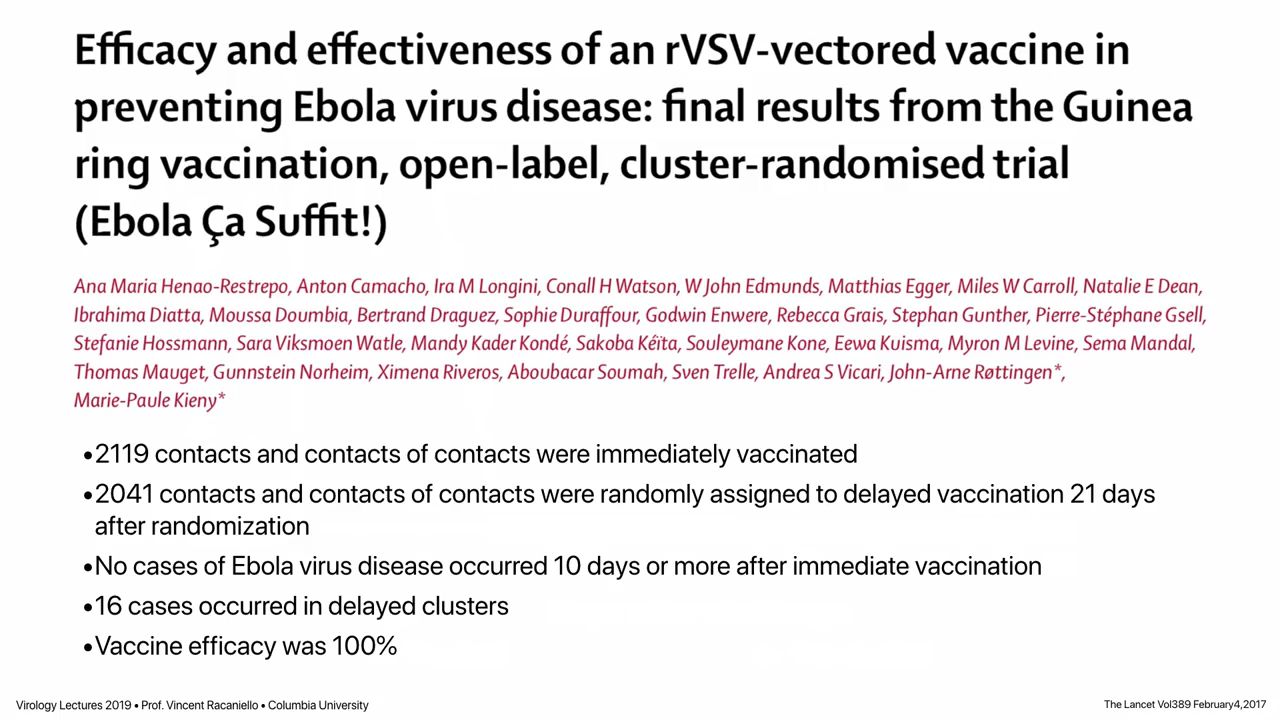 Efficacy and effectiveness of an rVSV-vectored vaccine in
preventing Ebola virus disease: final results from the Guinea
ring vaccination, open-label, cluster-randomised trial
(Ebola Ça Suffit!)
Ana Maria Henao-Restrepo, Anton Camacho, Ira M Longini, Conall H Watson, W John Edmunds, Matthias Egger, Miles W Carroll, Natalie E Dean,
Ibrahima Diatta, Moussa Doumbia, Bertrand Draguez, Sophie Duraffour, Godwin Enwere, Rebecca Grais, Stephan Gunther, Pierre-Stéphane Gsell,
Stefanie Hossmann, Sara Viksmoen Watle, Mandy Kader Kondé, Sakoba Kéïta, Souleymane Kone, Eewa Kuisma, Myron M Levine, Sema Mandal,
Thomas Mauget, Gunnstein Norheim, Ximena Riveros, Aboubacar Soumah, Sven Trelle, Andrea S Vicari, John-Arne Røttingen*,
Marie-Paule Kieny*
•2119 contacts and contacts of contacts were immediately vaccinated
•2041 contacts and contacts of contacts were randomly assigned to delayed vaccination 21 days
after randomization
•No cases of Ebola virus disease occurred 10 days or more after immediate vaccination
•16 cases occurred in delayed clusters
•Vaccine efficacy was 100%
Virology Lectures 2019 • Prof. Vincent Racaniello • Columbia University
The Lancet Vol389 February4,2017